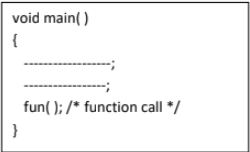 void main( )
{
-------------------;
------------------;
fun( ); /* function call */
}